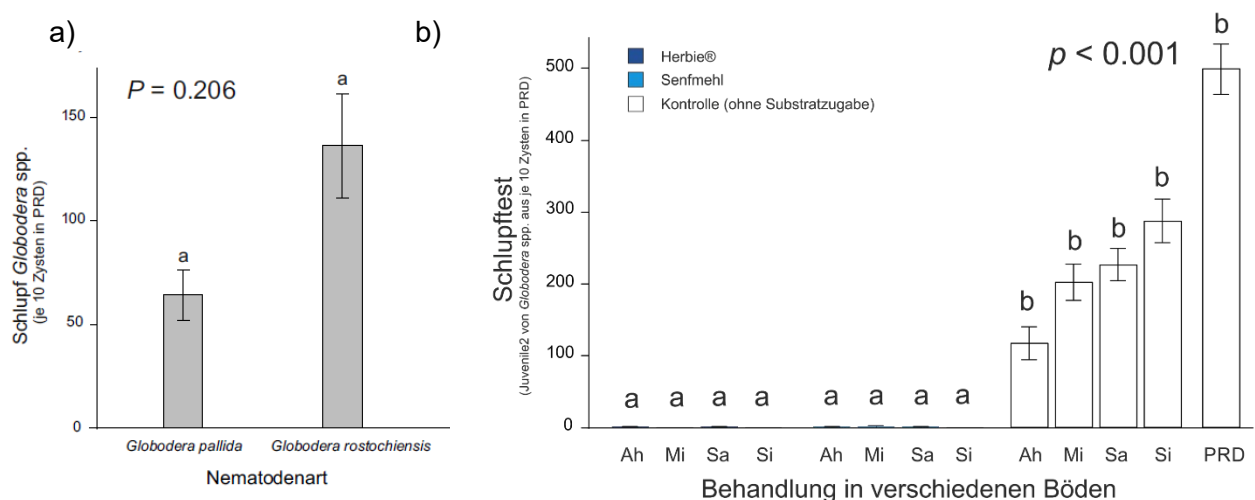 a)
P = 0.206
a
a
150
100
50
0
Schlupf Globodera spp.
(je 10 Zysten in PRD)
Globodera pallida
Globodera rostochiensis
Nematodenart
b)
Herbie®
Senfmehl
Kontrolle (ohne Substratzugabe)
p < 0.001
500
400
300
200
100
0
Schlupftest
(Juvenile2 von Globodera spp. aus je 10 Zysten in PRD)
a a a a a a a a b b b b b
Ah Mi Sa Si Ah Mi Sa Si Ah Mi Sa Si PRD
Behandlung in verschiedenen Böden